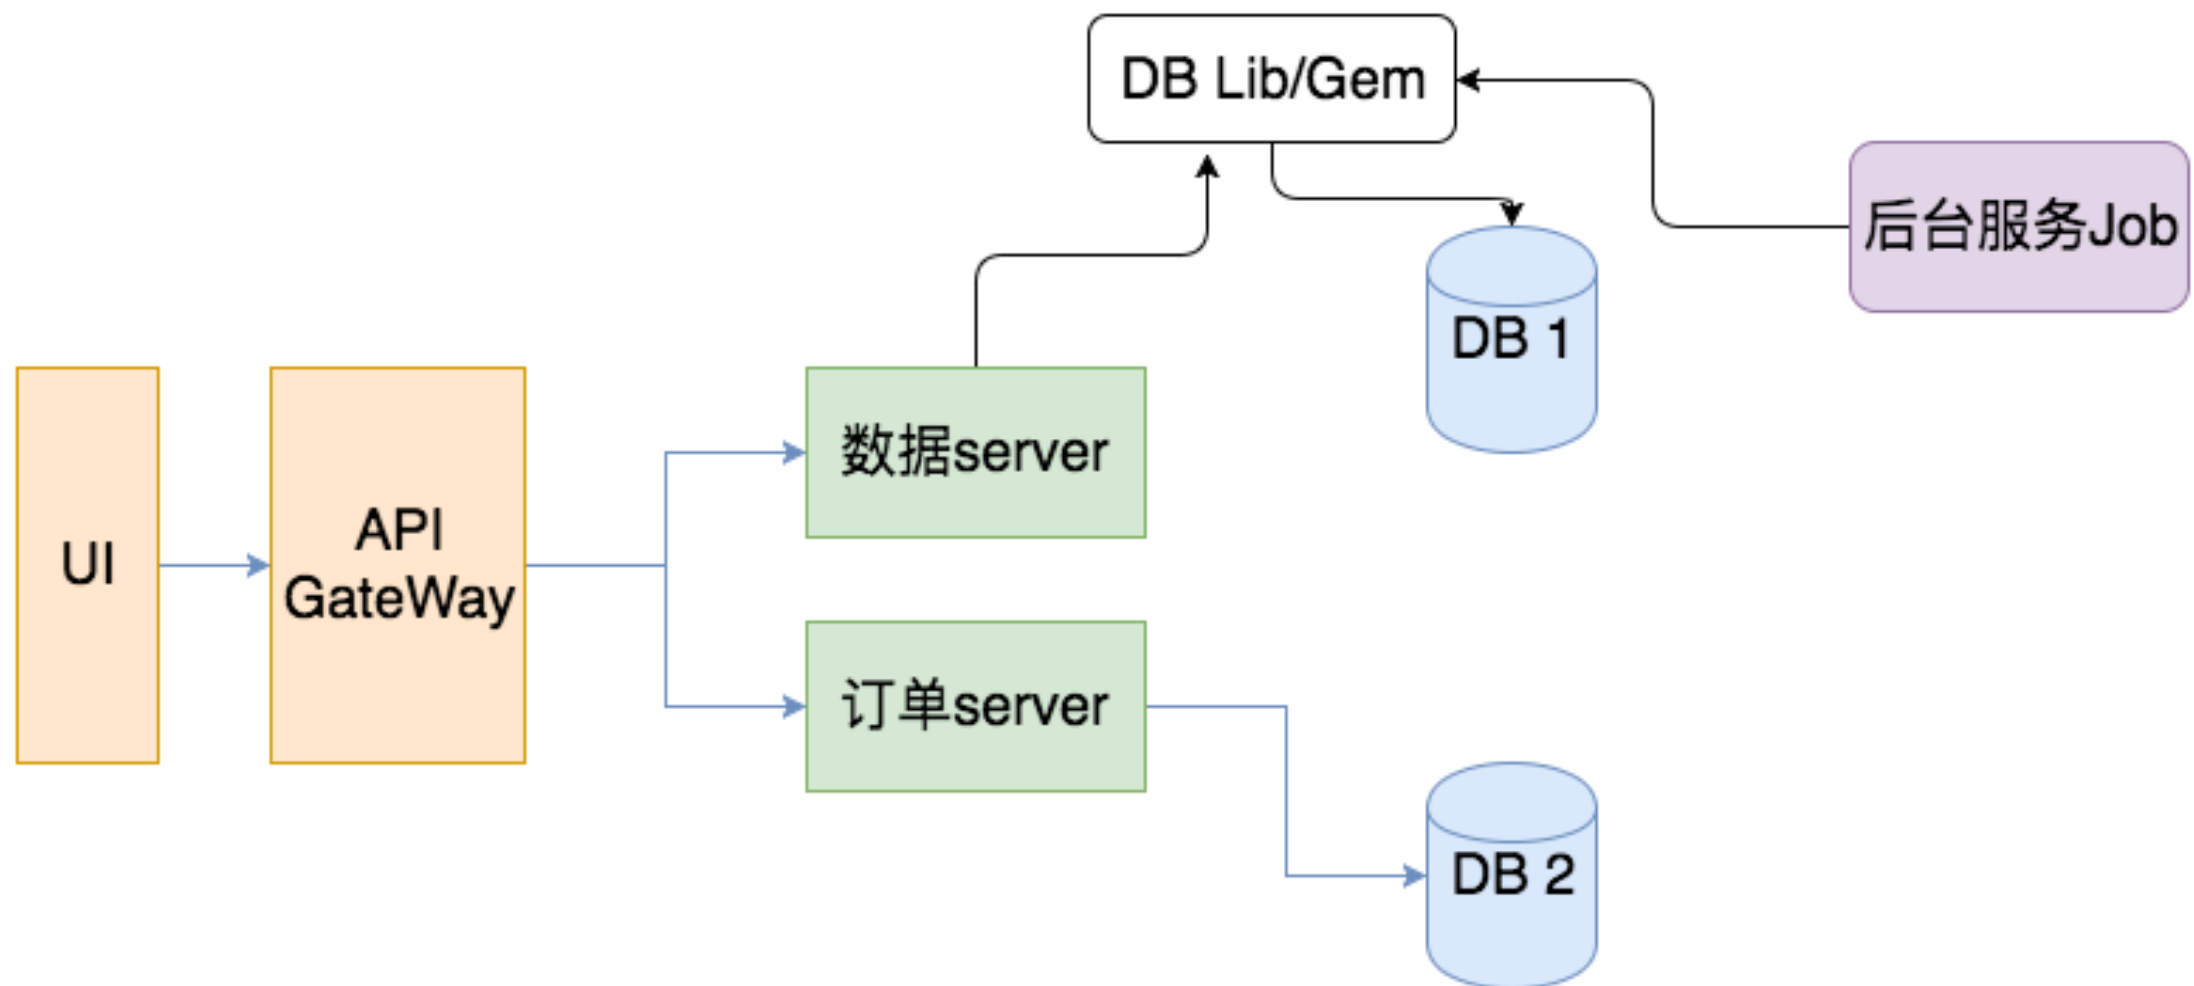 DB Lib/Gem
后台服务Job
DB 1
数据server
UI
API
GateWay
订单server
DB 2